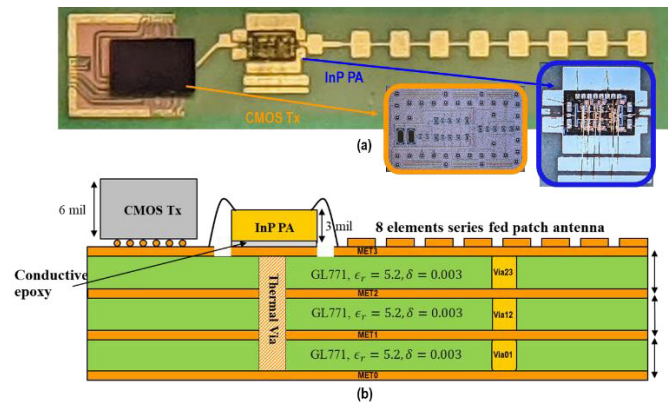 InP PA
CMOS Tx
(a)
6 mil
CMOS Tx
InP PA
3 mil
8 elements series fed patch antenna
Conductive
epoxy
MET3
Thermal Via
GL771, ϵᵣ = 5.2, δ = 0.003
Via23
MET2
GL771, ϵᵣ = 5.2, δ = 0.003
Via12
MET1
GL771, ϵᵣ = 5.2, δ = 0.003
Via01
MET0
(b)